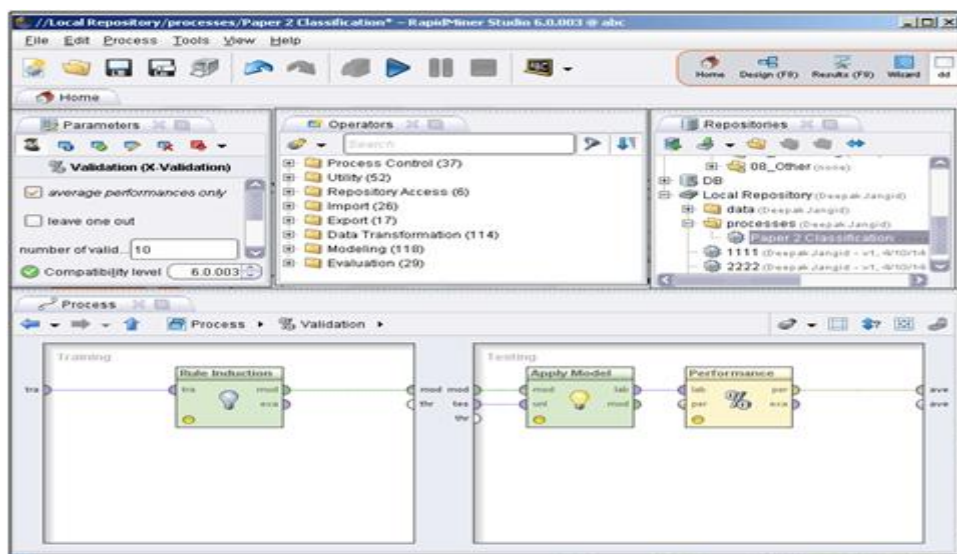 //Local Repository/processes/Paper 2 Classification* – RapidMiner Studio 6.0.003 @ abc
File Edit Process Tools View Help
Home Design (F8) Results (F9) Wizard dd
Home
Parameters
Validation (X-Validation)
average performances only
leave one out
number of valid... 10
Compatibility level 6.0.003
Operators
Search
Process Control (37)
Utility (52)
Repository Access (6)
Import (26)
Export (17)
Data Transformation (114)
Modeling (118)
Evaluation (29)
Repositories
08_Other (none)
DB
Local Repository (Deepak Jangid)
data (Deepak Jangid)
processes (Deepak Jangid)
Paper 2 Classification
1111 (Deepak Jangid – v1, 4/10/14
2222 (Deepak Jangid – v1, 4/10/14
Process
Process Validation
Training
Rule Induction
tra tra mod mod
exa thr
Testing
Apply Model Performance
mod mod lab lab per ave
tes unl mod per exa ave
thr